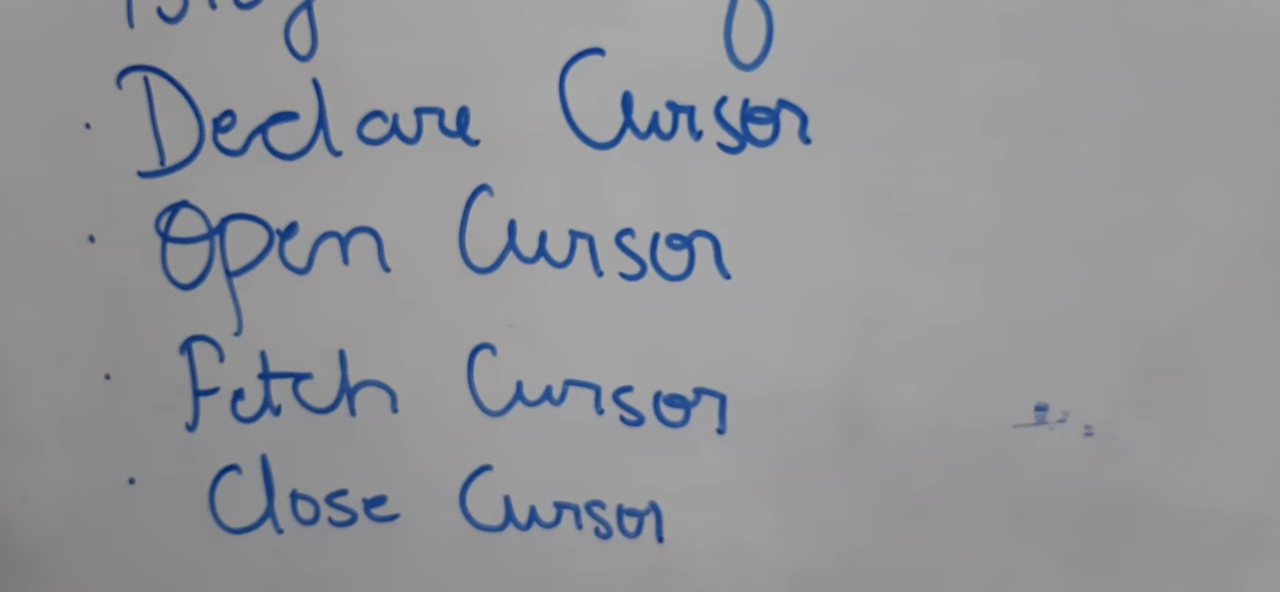 · Declare Cursor
· Open Cursor
· Fetch Cursor
· Close Cursor